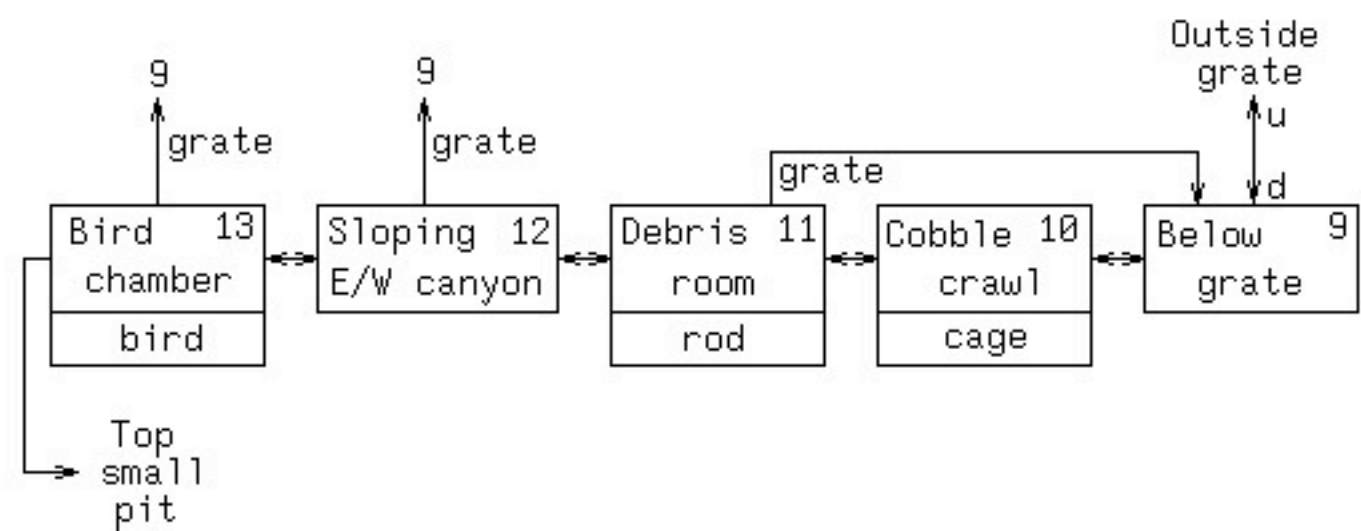 Outside
grate
9
9
u
grate
grate
grate
d
Bird 13
chamber
bird
Sloping 12
E/W canyon
Debris 11
room
rod
Cobble 10
crawl
cage
Below 9
grate
Top
small
pit